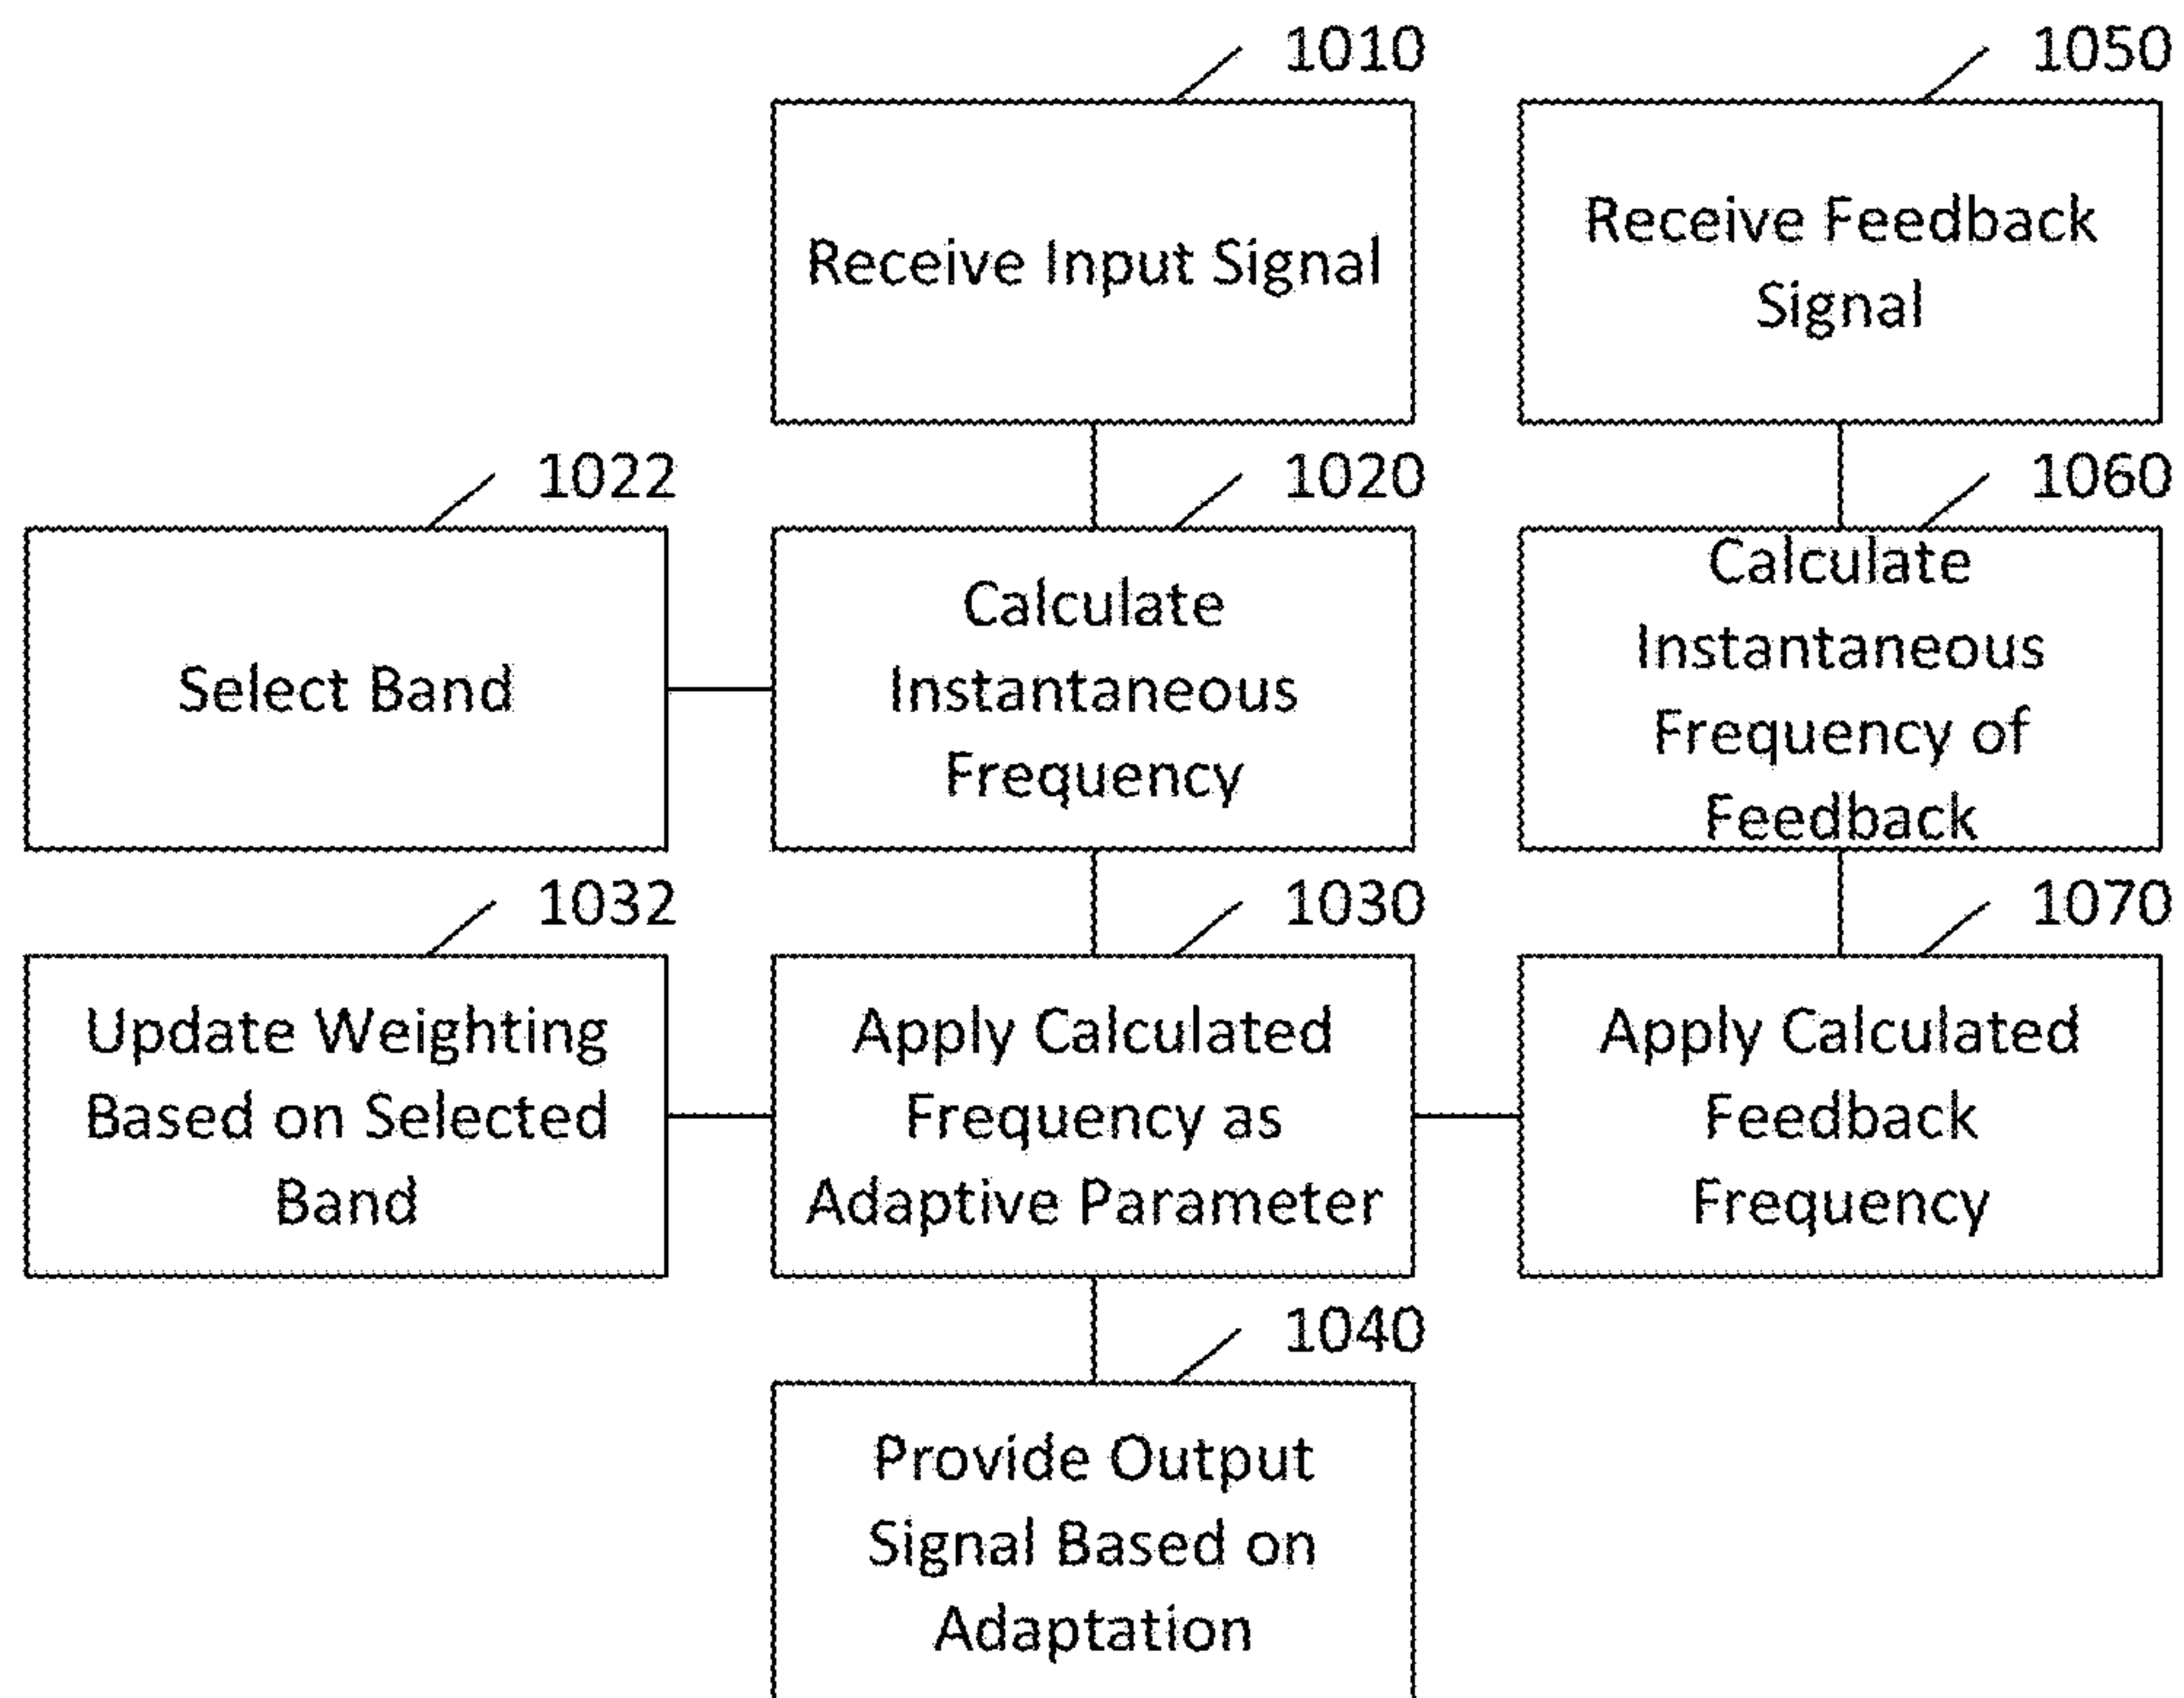 1010
1050
Receive Input Signal
Receive Feedback
Signal
1022
1020
1060
Select Band
Calculate
Instantaneous
Frequency
Calculate
Instantaneous
Frequency of
Feedback
1032
1030
1070
Update Weighting
Based on Selected
Band
Apply Calculated
Frequency as
Adaptive Parameter
Apply Calculated
Feedback
Frequency
1040
Provide Output
Signal Based on
Adaptation